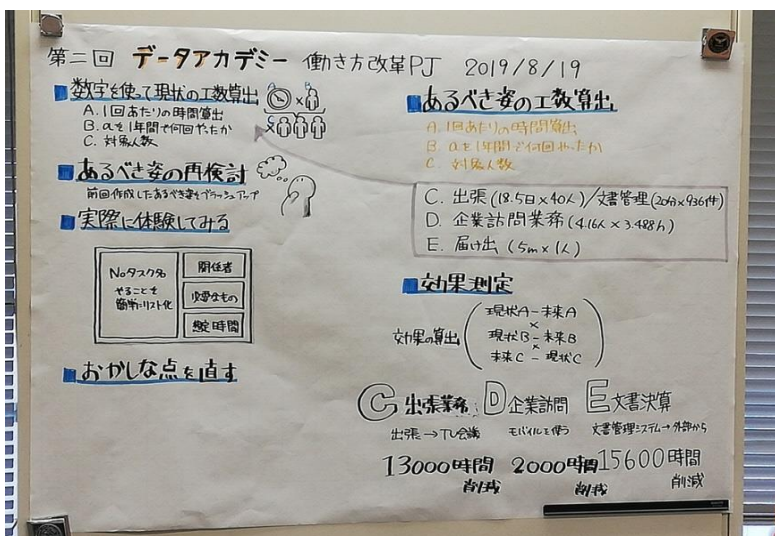 第二回 データアカデミー 働き方改革PJ 2019/8/19
数字を使って現状の工数算出
A. 1回あたりの時間算出
B. aを1年間で何回やったか
C. 対象人数
×
×
あるべき姿の再検討
前回作成したあるべき姿をブラッシュアップ
実際に体験してみる
Noタスク名
やることを
簡単にリスト化
関係者
必要なもの
想定時間
おかしな点を直す
あるべき姿の工数算出
A. 1回あたりの時間算出
B. aを1年間で何回やったか
C. 対象人数
C. 出張(18.5日×40人)/文書管理(20分×936件)
D. 企業訪問業務(4.16人×3.488h)
E. 届け出(5m×1人)
効果測定
効果の算出
現状A-未来A
×
現状B-未来B
×
未来C-現状C
C 出張業務
出張→TV会議
13000時間
削減
D 企業訪問
モバイルを使う
2000時間
削減
E 文書決算
文書管理システム→外部から
15600時間
削減